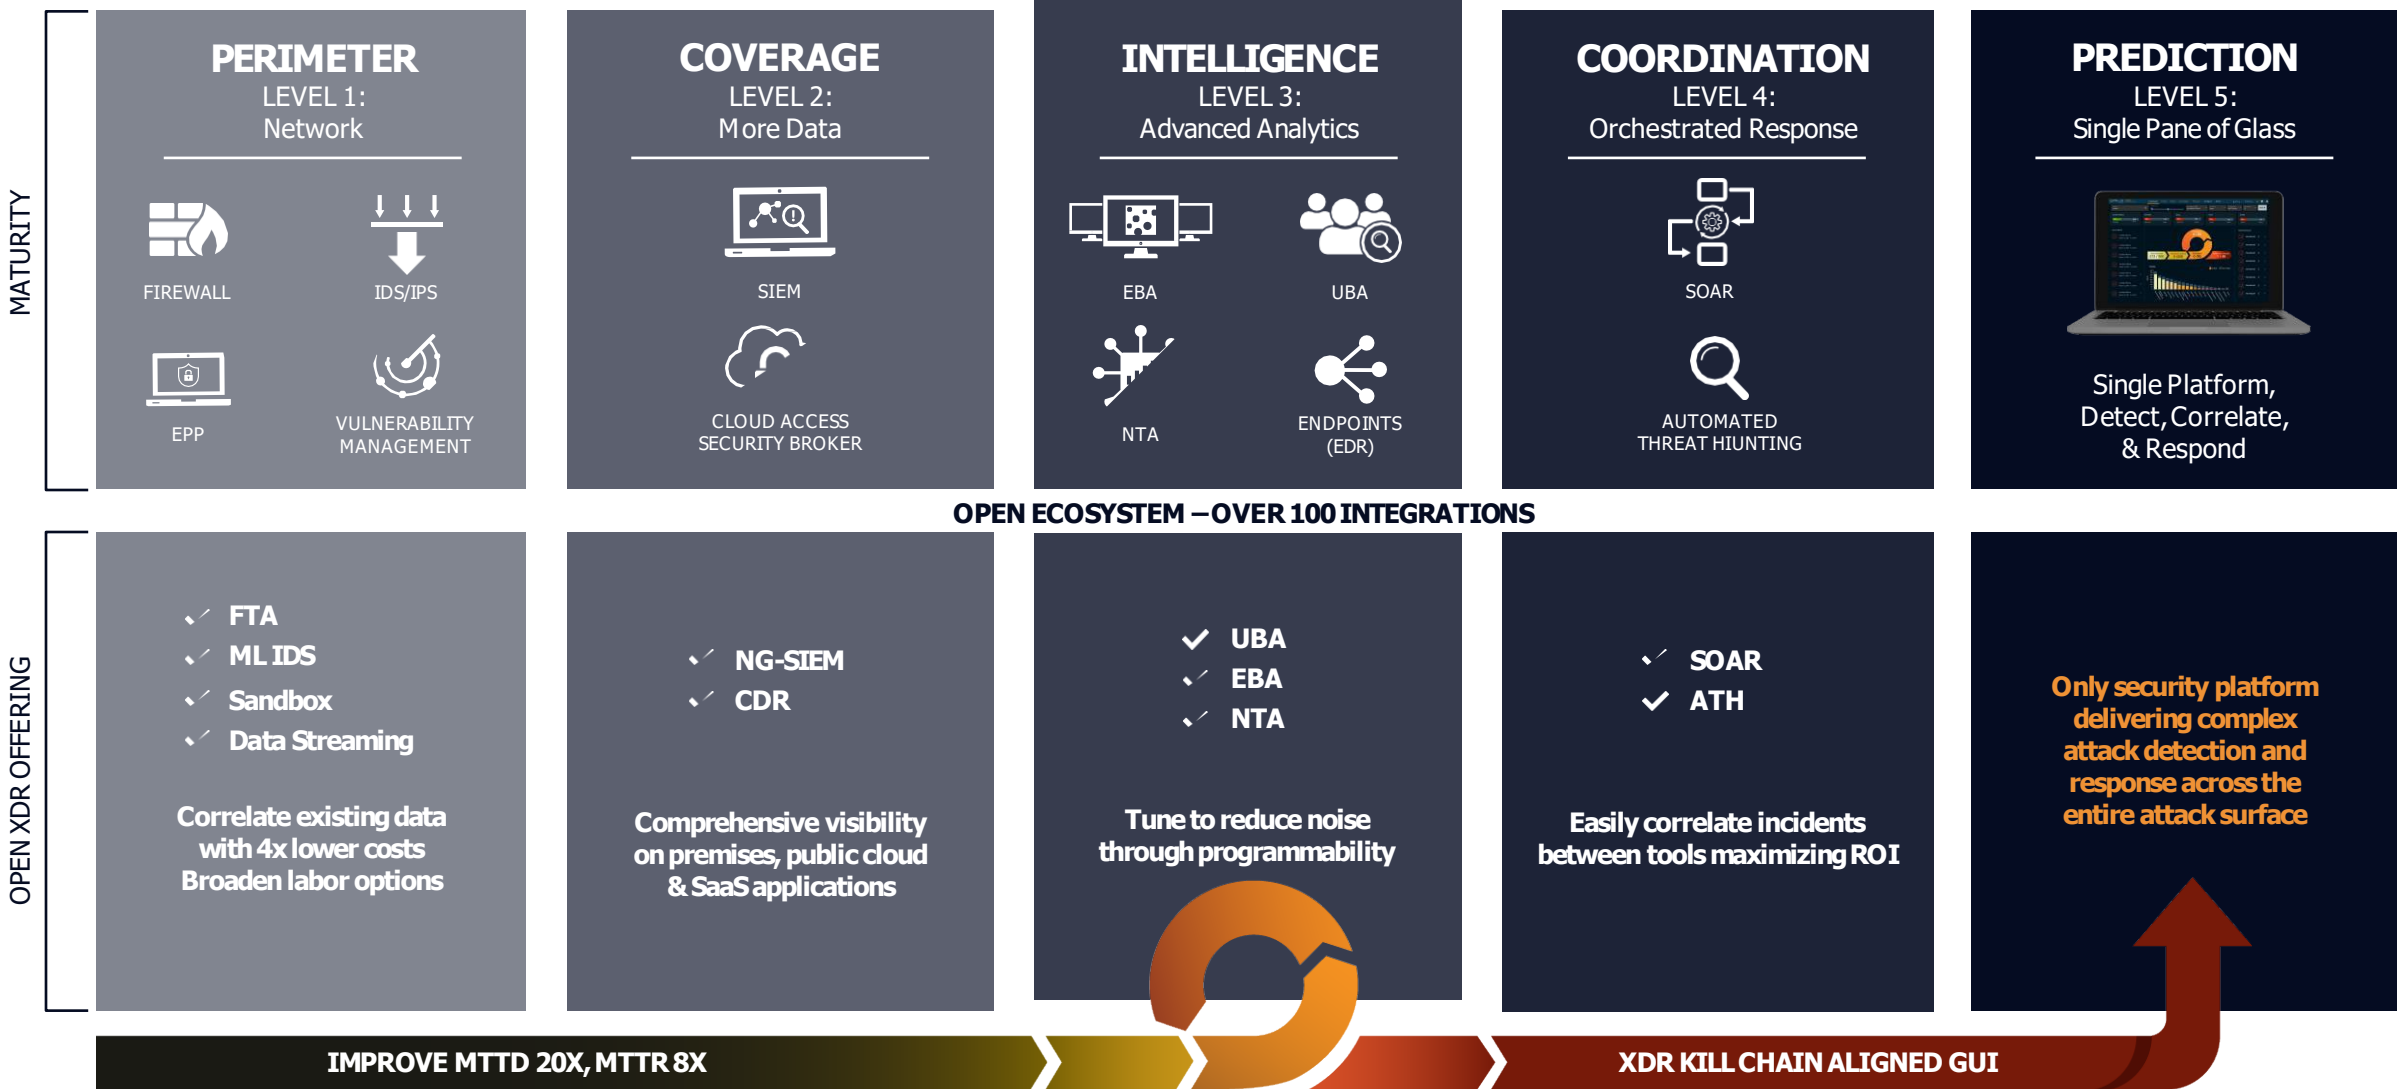 MATURITY
PERIMETER
LEVEL 1:
Network
FIREWALL
IDS/IPS
EPP
VULNERABILITY
MANAGEMENT
COVERAGE
LEVEL 2:
More Data
SIEM
CLOUD ACCESS
SECURITY BROKER
INTELLIGENCE
LEVEL 3:
Advanced Analytics
EBA
UBA
NTA
ENDPOINTS
(EDR)
COORDINATION
LEVEL 4:
Orchestrated Response
SOAR
AUTOMATED
THREAT HIUNTING
PREDICTION
LEVEL 5:
Single Pane of Glass
Single Platform,
Detect, Correlate,
& Respond
OPEN ECOSYSTEM – OVER 100 INTEGRATIONS
OPEN XDR OFFERING
FTA
ML IDS
Sandbox
Data Streaming
Correlate existing data
with 4x lower costs
Broaden labor options
NG-SIEM
CDR
Comprehensive visibility
on premises, public cloud
& SaaS applications
UBA
EBA
NTA
Tune to reduce noise
through programmability
SOAR
ATH
Easily correlate incidents
between tools maximizing ROI
Only security platform
delivering complex
attack detection and
response across the
entire attack surface
IMPROVE MTTD 20X, MTTR 8X
XDR KILL CHAIN ALIGNED GUI